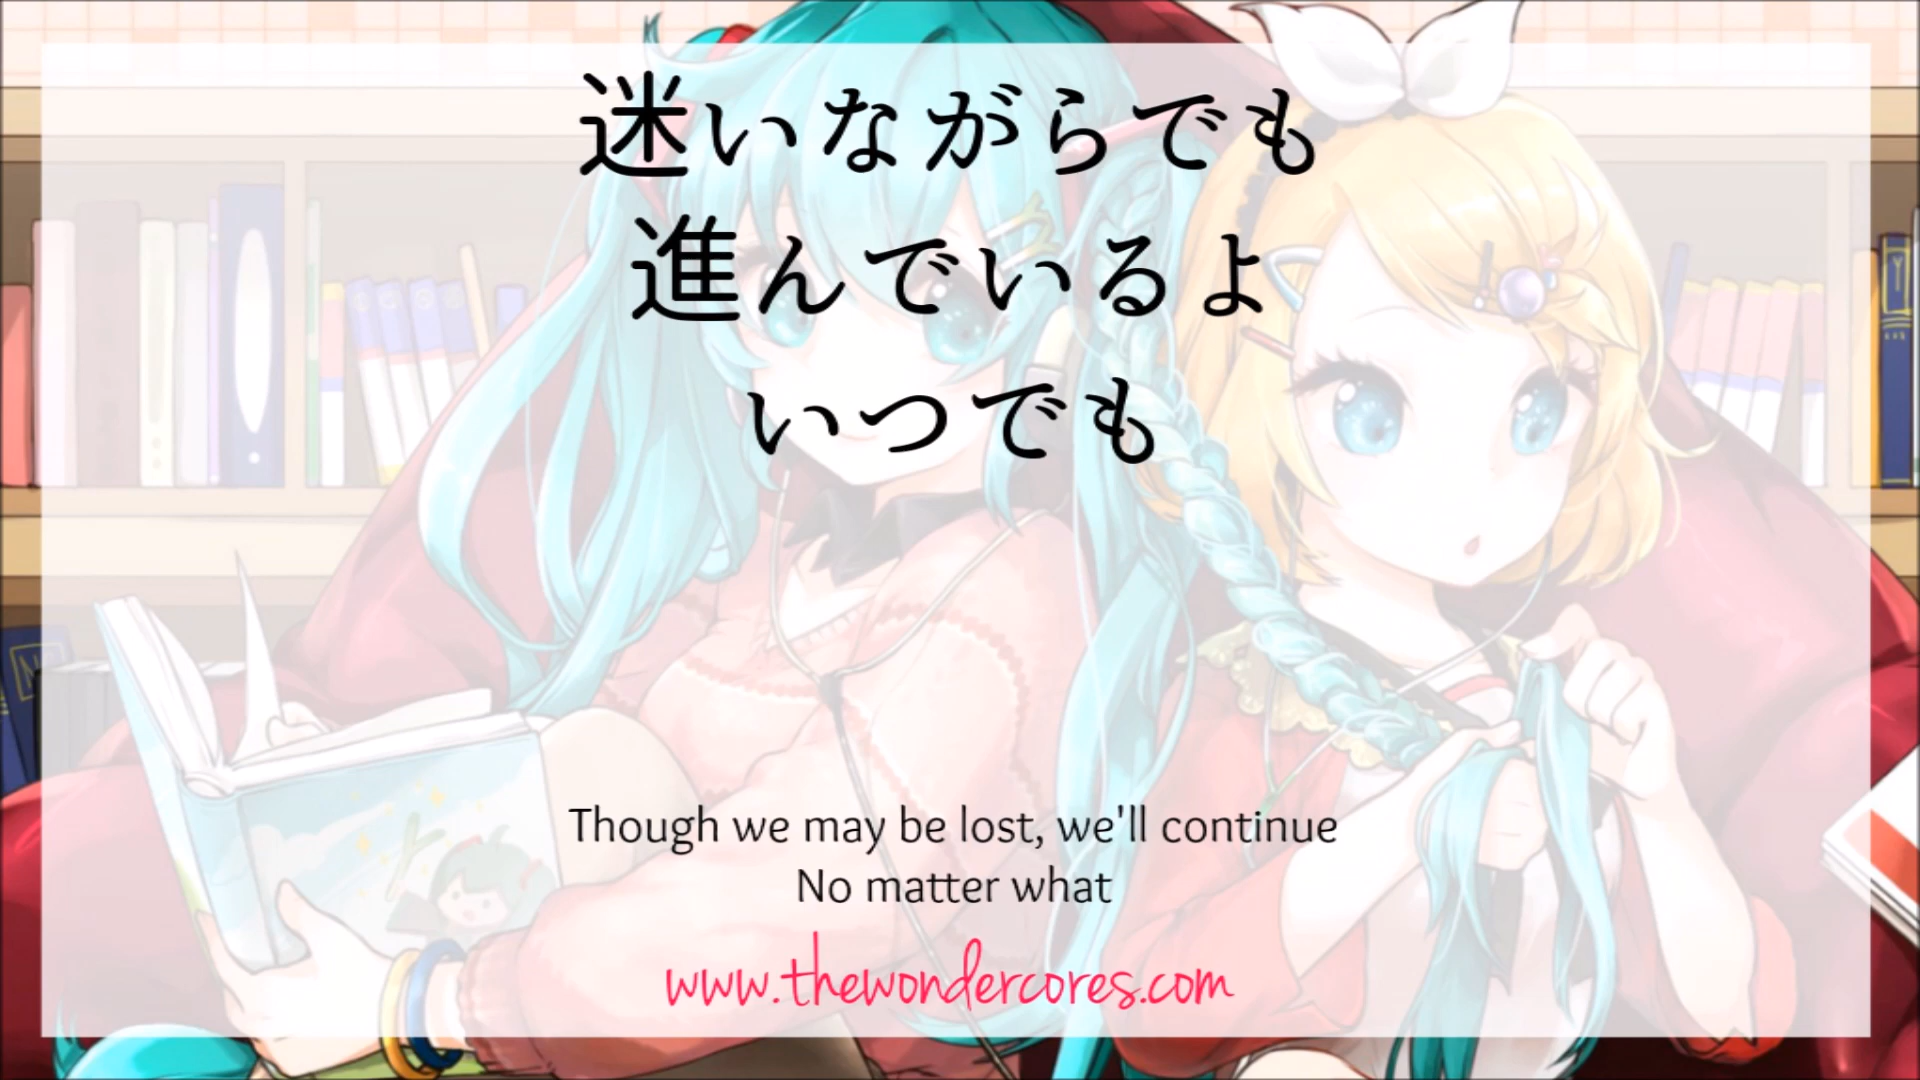 迷いながらでも
進んでいるよ
いつでも
Though we may be lost, we'll continue
No matter what
www.thewondercores.com